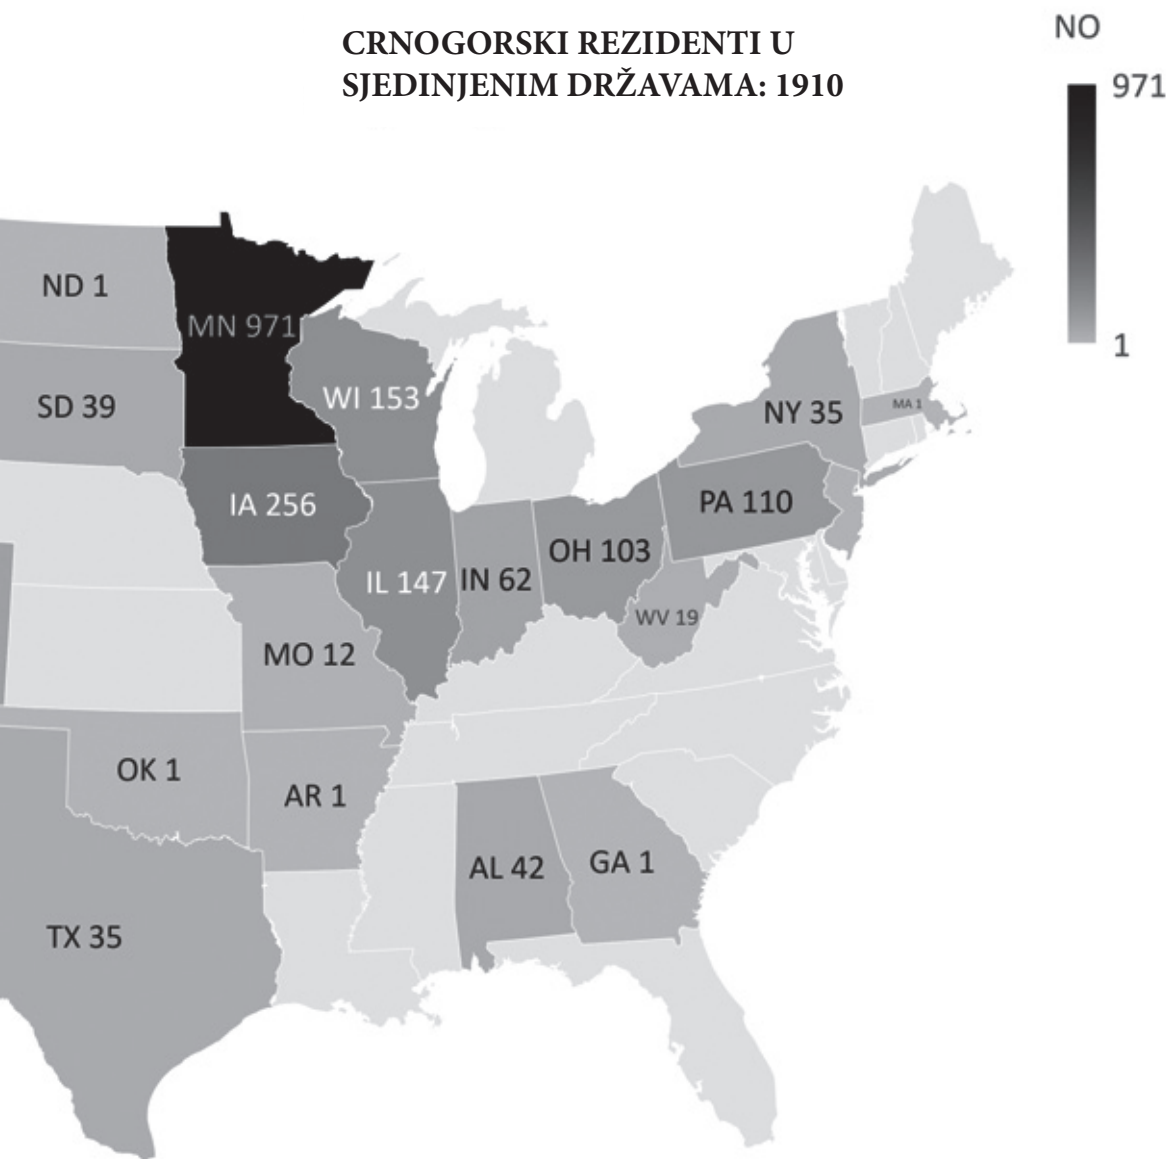 CRNOGORSKI REZIDENTI U
SJEDINJENIM DRŽAVAMA: 1910
NO
971
1
ND 1
MN 971
SD 39
WI 153
NY 35
MA 1
IA 256
PA 110
OH 103
IL 147
IN 62
WV 19
MO 12
OK 1
AR 1
AL 42
GA 1
TX 35